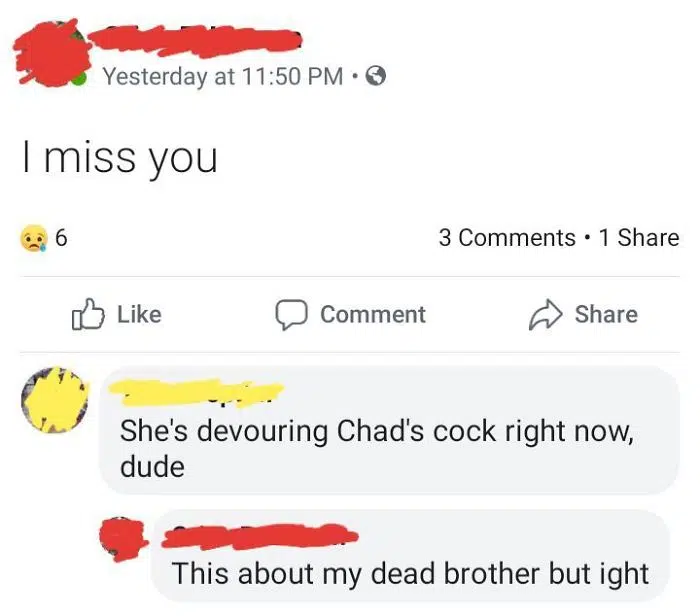 Yesterday at 11:50 PM •
I miss you
6
3 Comments • 1 Share
Like
Comment
Share
She's devouring Chad's cock right now,
dude
This about my dead brother but ight